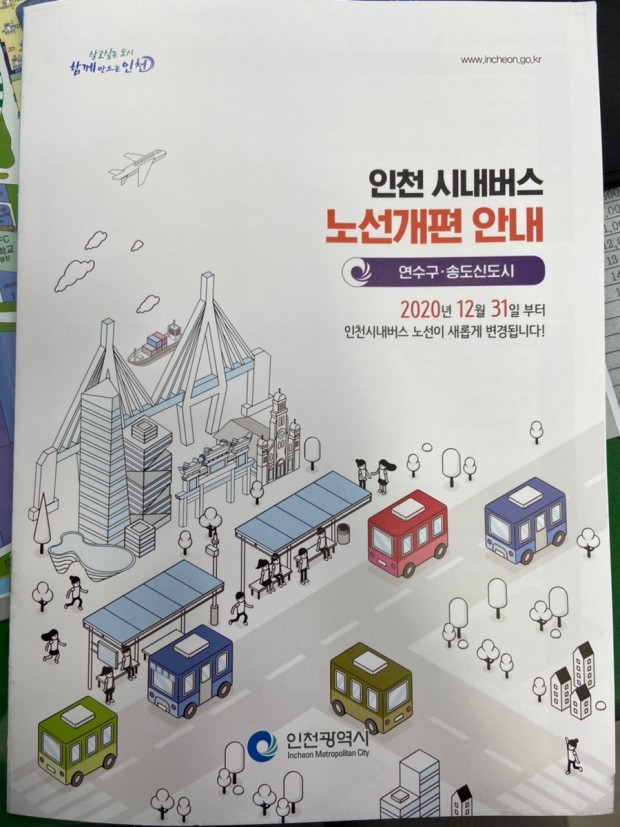 살고싶은 도시
함께 만드는 인천
www.incheon.go.kr
인천 시내버스
노선개편 안내
연수구·송도신도시
2020년 12월 31일 부터
인천시내버스 노선이 새롭게 변경됩니다!
인천광역시
Incheon Metropolitan City